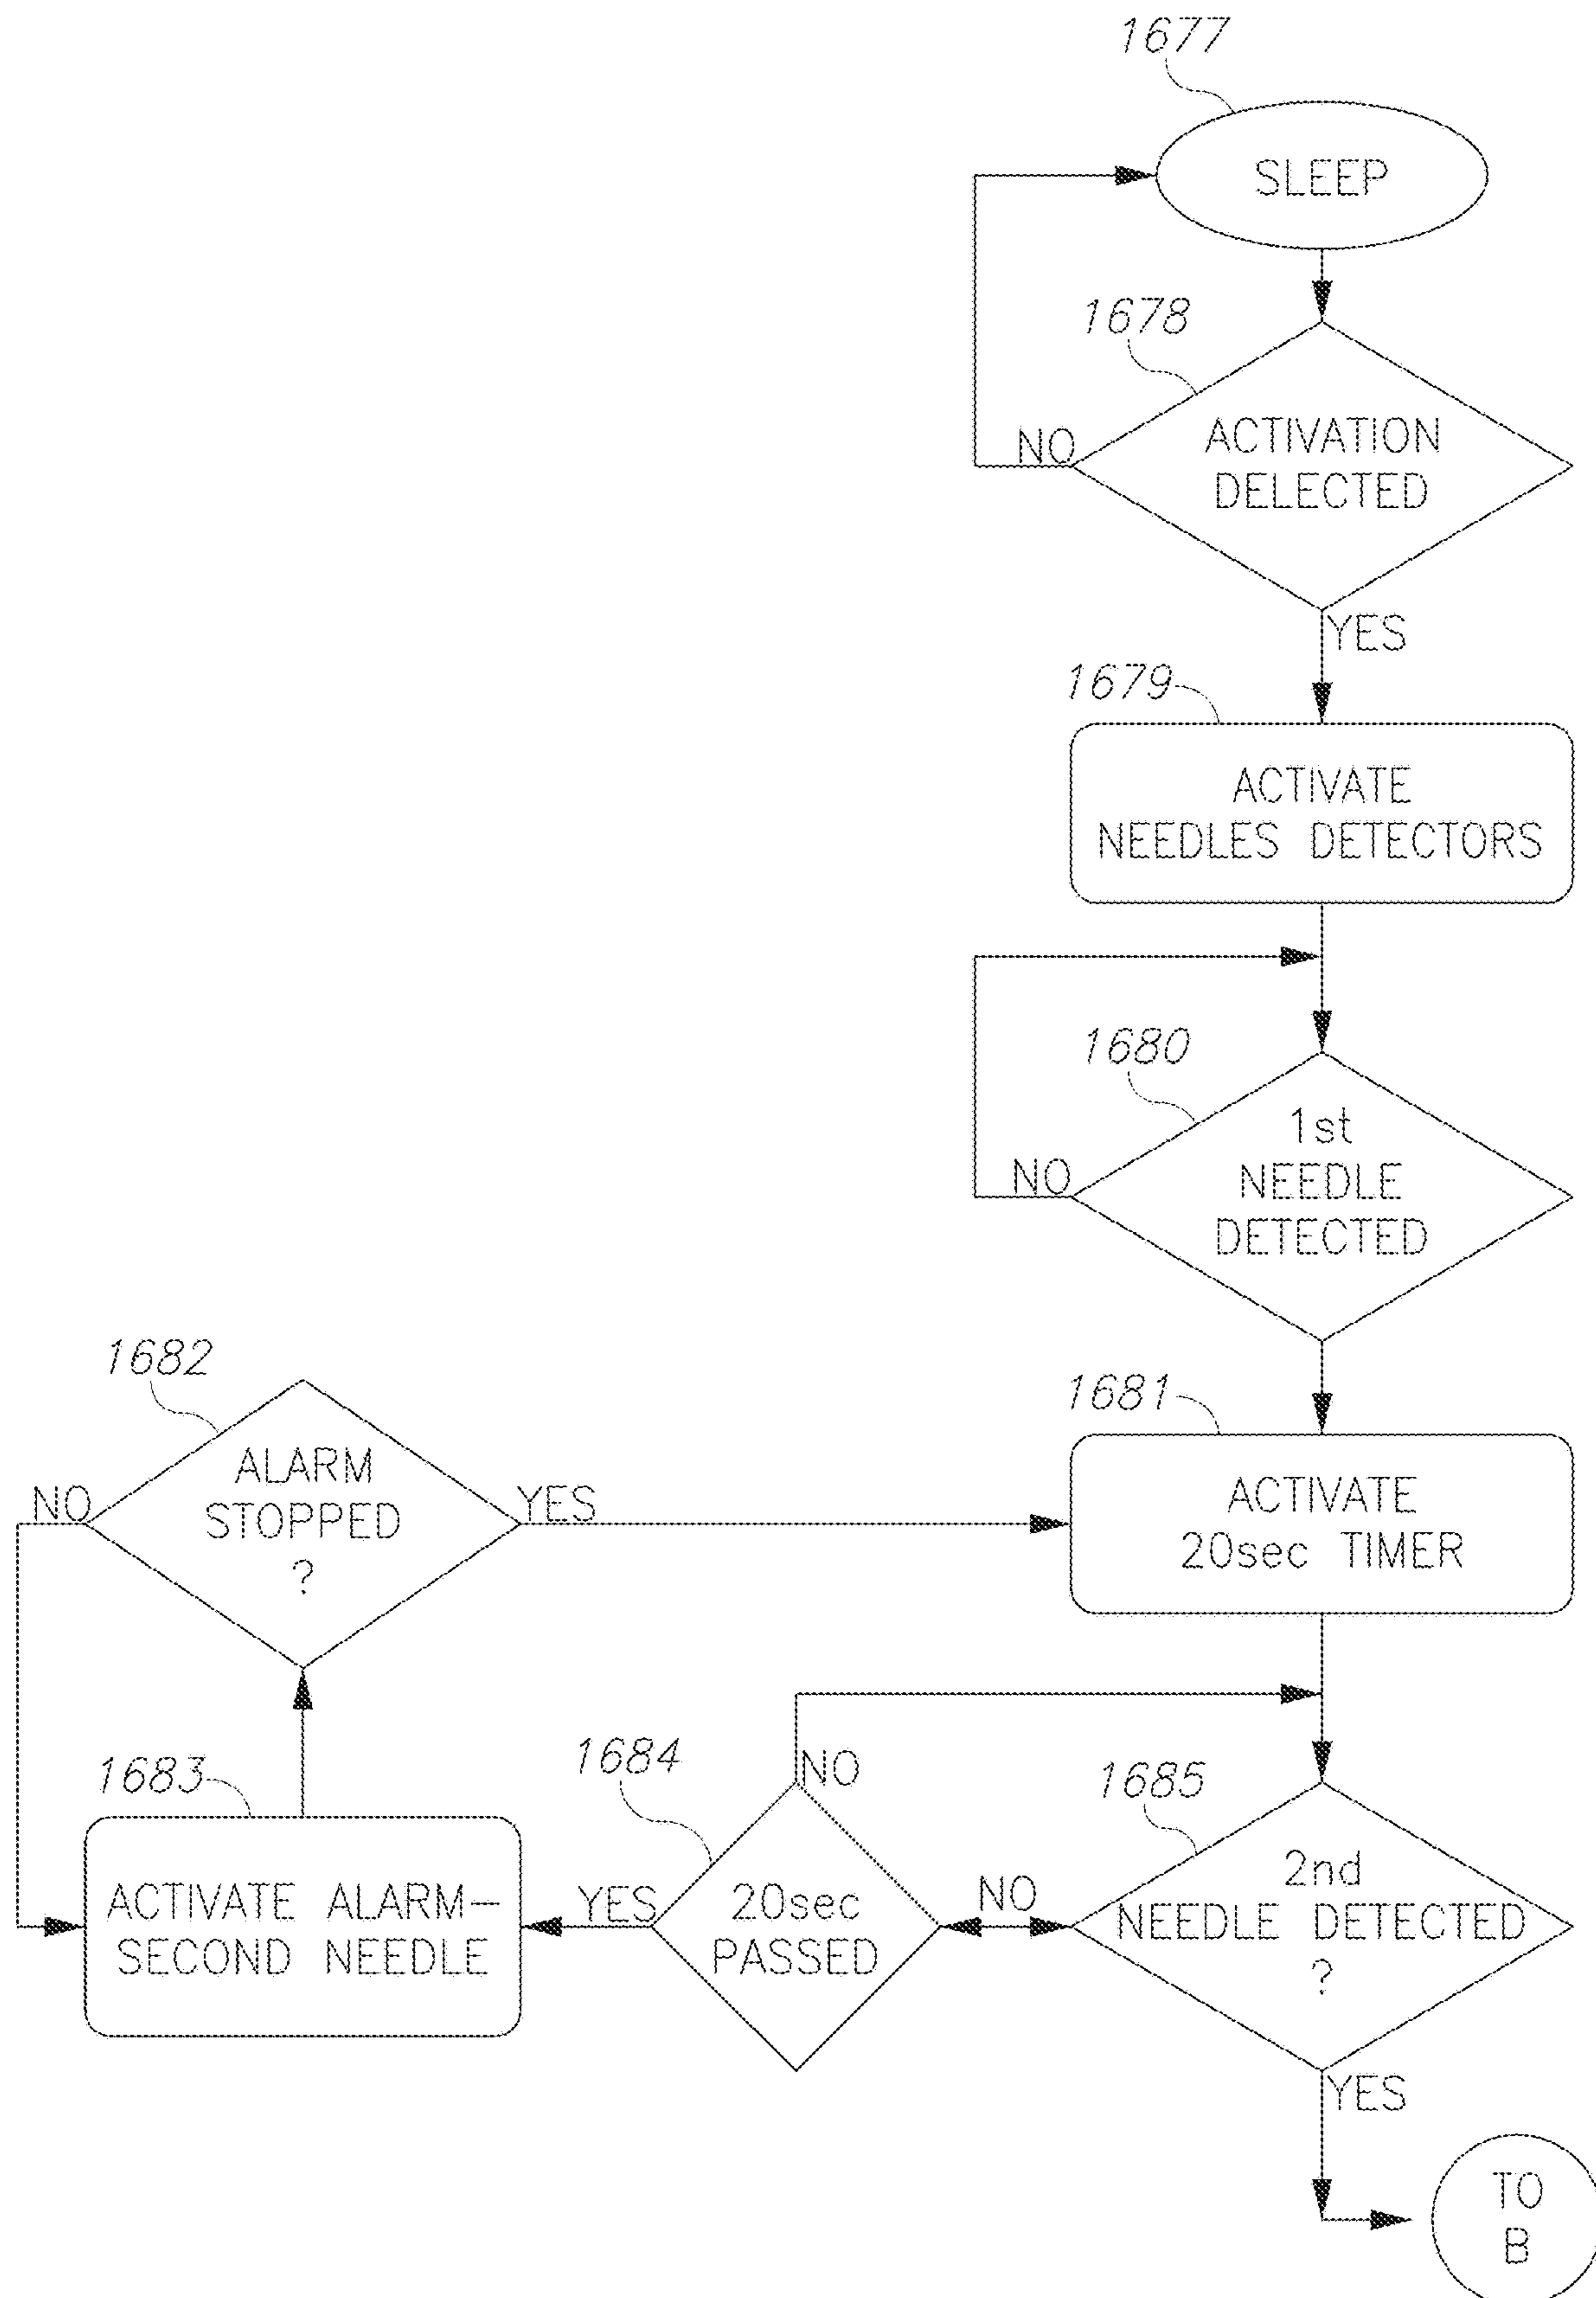 1677
SLEEP
1678
ACTIVATION
DELECTED
NO
YES
1679
ACTIVATE
NEEDLES DETECTORS
1680
1st
NEEDLE
DETECTED
NO
1681
ACTIVATE
20sec TIMER
1682
ALARM
STOPPED
?
NO
YES
1683
ACTIVATE ALARM–
SECOND NEEDLE
1684
NO
20sec
PASSED
YES
NO
1685
2nd
NEEDLE DETECTED
?
YES
TO
B